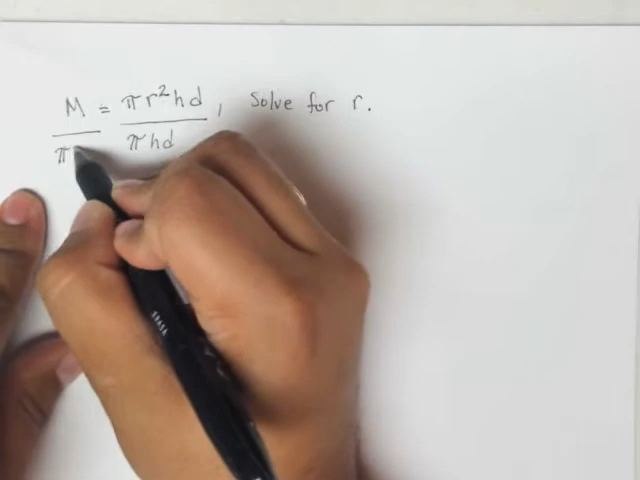 M = πr²hd, Solve for r.
π πhd